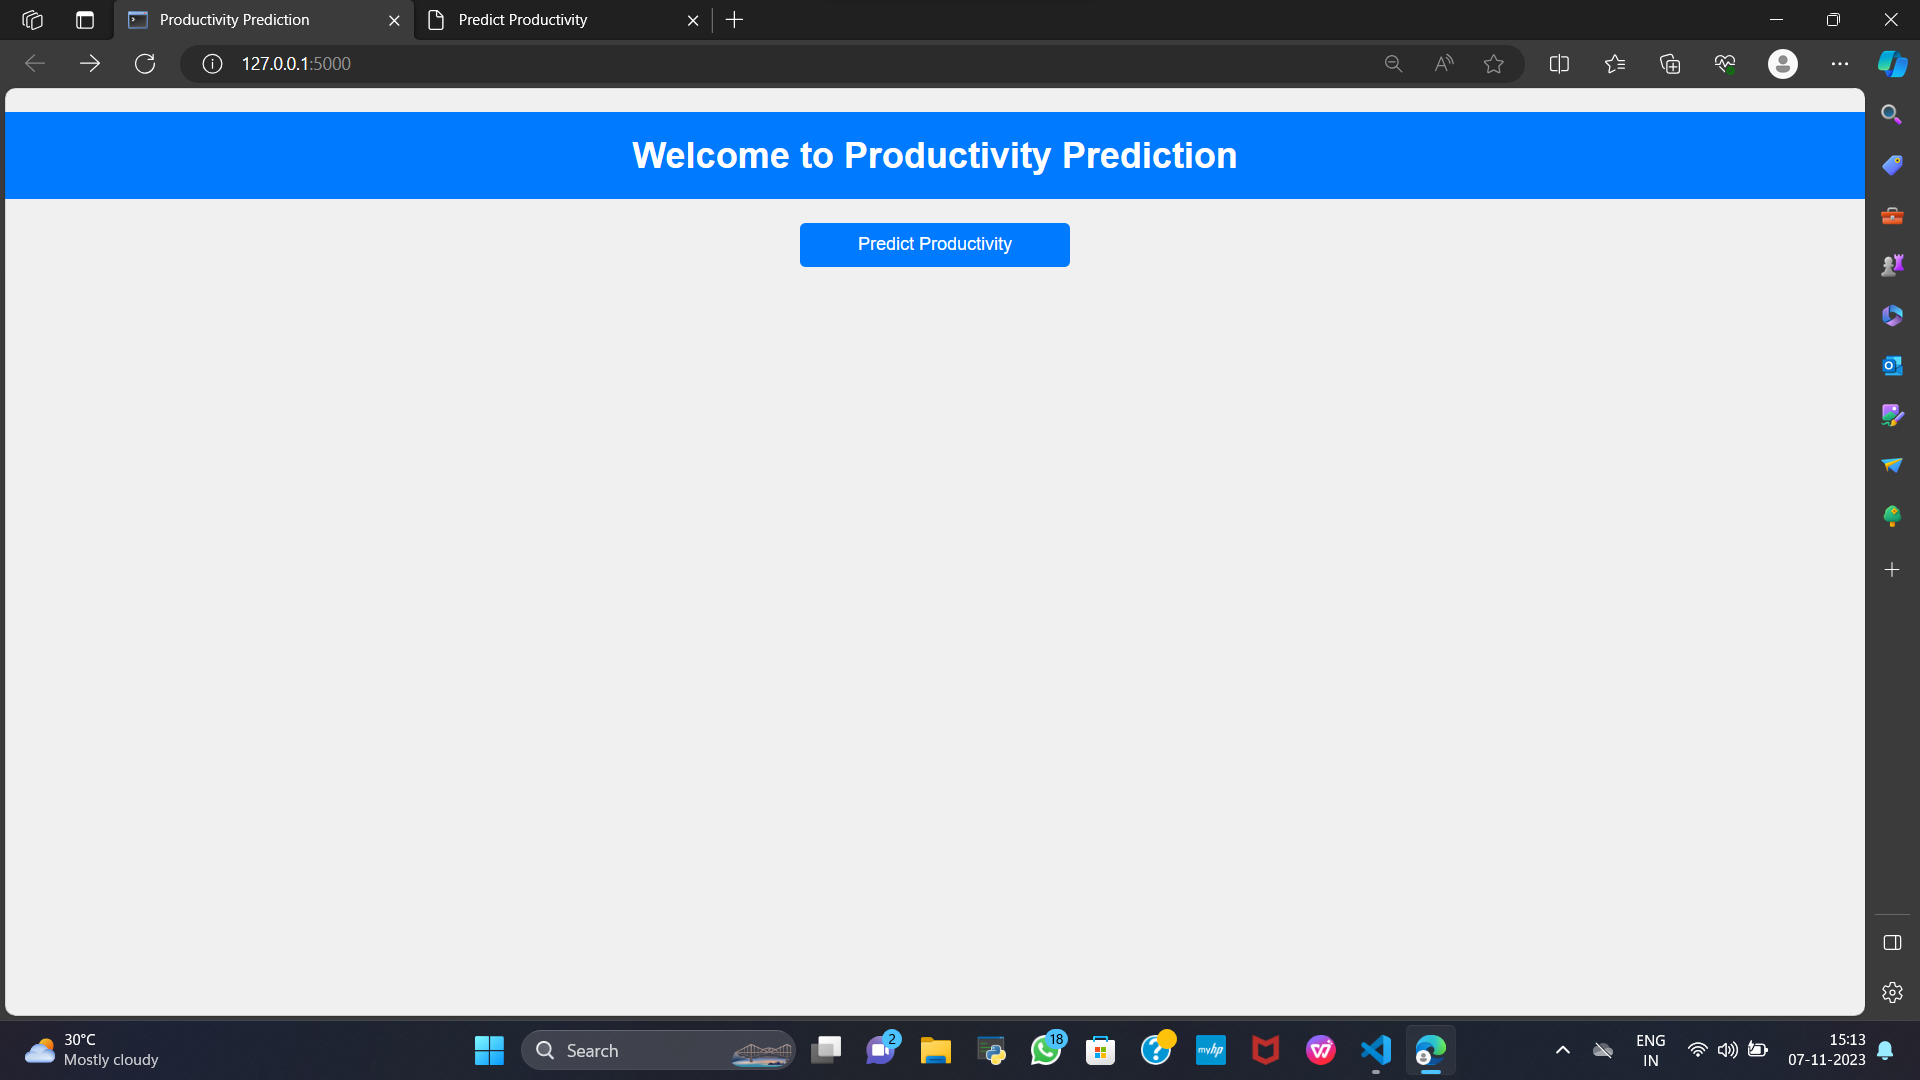 Productivity Prediction
Predict Productivity
127.0.0.1:5000
Welcome to Productivity Prediction
Predict Productivity
30°C
Mostly cloudy
Search
2
18
myhp
ENG
IN
15:13
07-11-2023